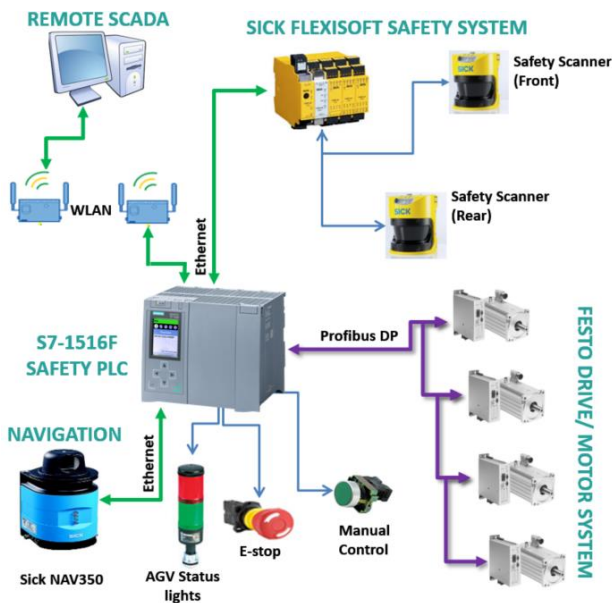 REMOTE SCADA
SICK FLEXISOFT SAFETY SYSTEM
Safety Scanner
(Front)
SICK
WLAN
Safety Scanner
(Rear)
SICK
Ethernet
S7-1516F
SAFETY PLC
Profibus DP
FESTO DRIVE/ MOTOR SYSTEM
NAVIGATION
Ethernet
SICK
Sick NAV350
AGV Status
lights
E-stop
Manual
Control